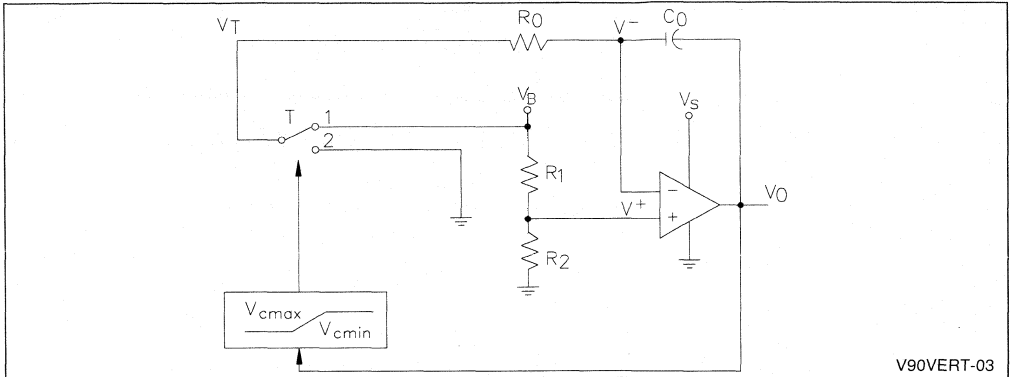 VT
R0
V−
C0
VB
VS
T
1
2
R1
V+
−
+
V0
R2
Vcmax
Vcmin
V90VERT-03